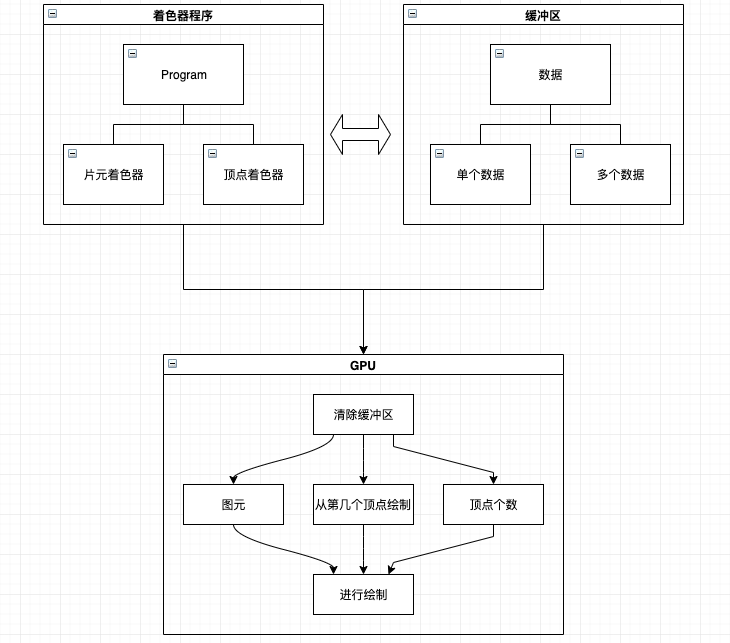 着色器程序
缓冲区
Program
数据
片元着色器
顶点着色器
单个数据
多个数据
GPU
清除缓冲区
图元
从第几个顶点绘制
顶点个数
进行绘制